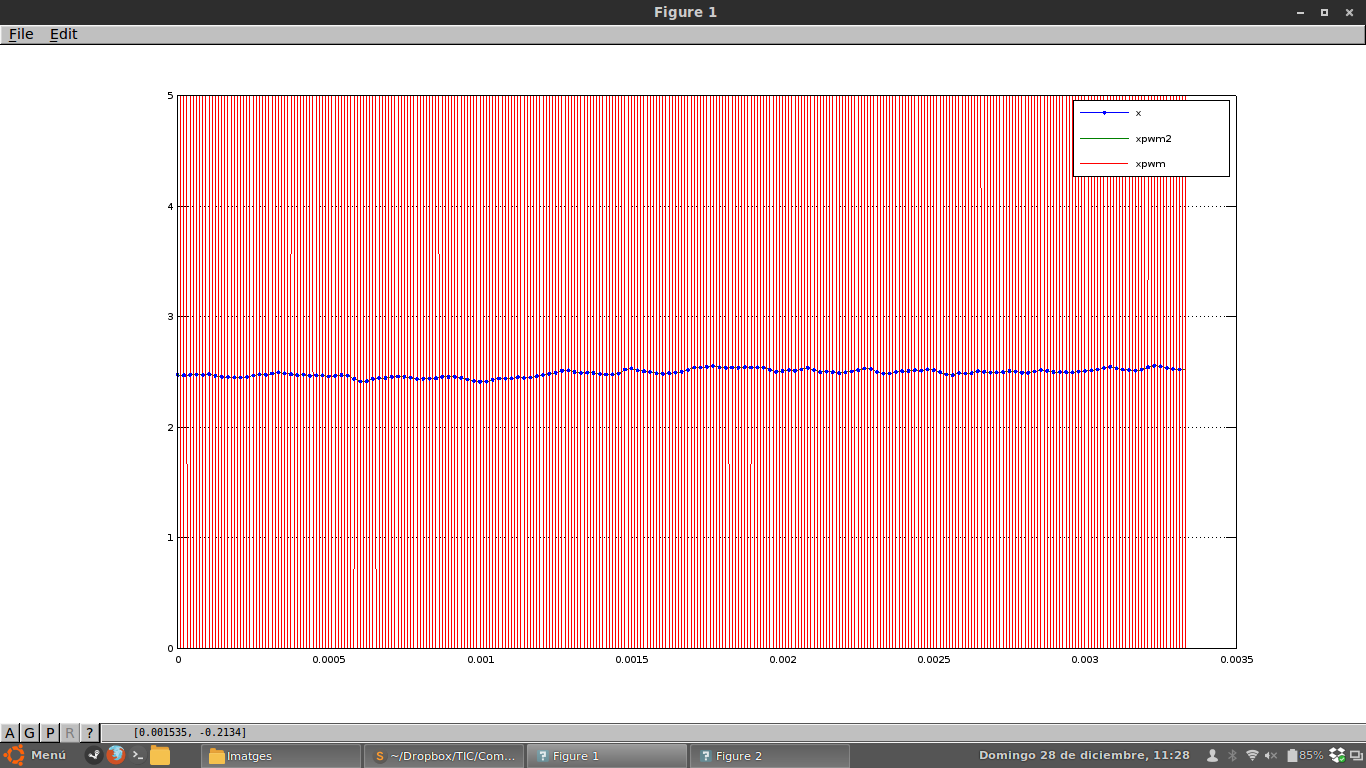 Figure 1
File Edit
5
4
3
2
1
0
x
xpwm2
xpwm
0 0.0005 0.001 0.0015 0.002 0.0025 0.003 0.0035
A G P R ? [0.001535, -0.2134]
Menú Imatges S ~/Dropbox/TIC/Com... ? Figure 1 ? Figure 2 Domingo 28 de diciembre, 11:28 85%